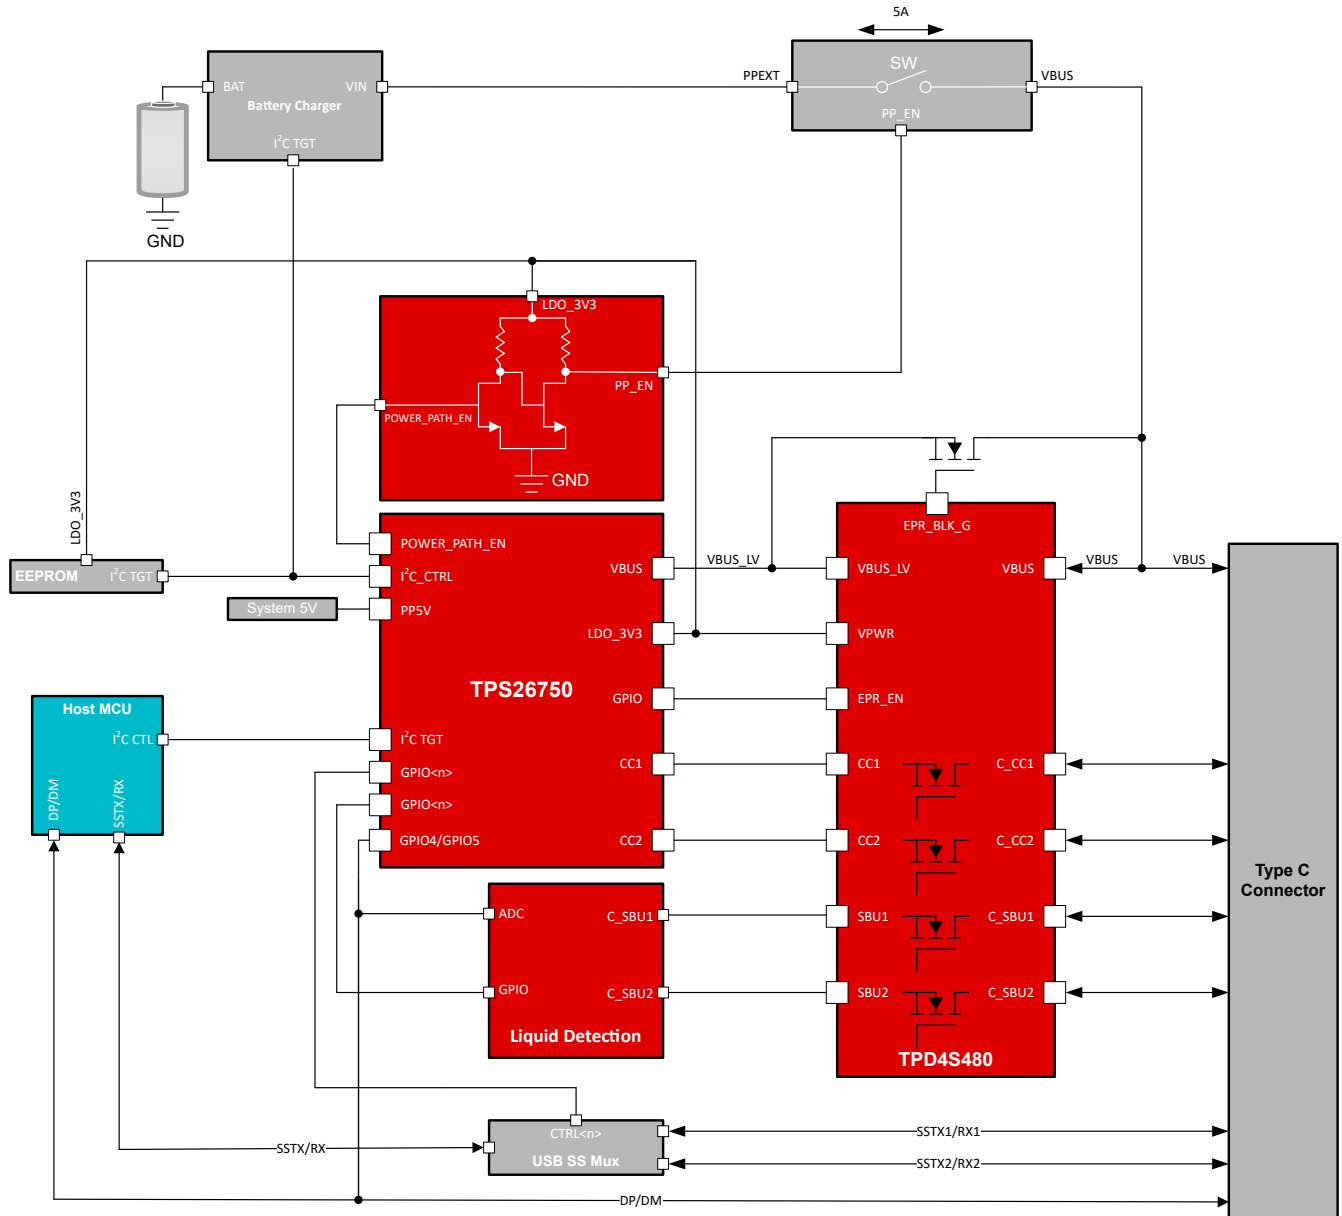 5A
SW
PPEXT
VBUS
PP_EN
BAT
VIN
Battery Charger
I²C TGT
GND
LDO_3V3
LDO_3V3
PP_EN
POWER_PATH_EN
GND
EEPROM
I²C TGT
System 5V
POWER_PATH_EN
I²C_CTRL
PP5V
VBUS
LDO_3V3
TPS26750
GPIO
I²C TGT
GPIO<n>
GPIO<n>
GPIO4/GPIO5
CC1
CC2
VBUS_LV
EPR_BLK_G
VBUS_LV
VBUS
VBUS
VBUS
VPWR
EPR_EN
CC1
C_CC1
CC2
C_CC2
SBU1
C_SBU1
SBU2
C_SBU2
TPD4S480
Type C
Connector
Host MCU
I²C CTL
DP/DM
SSTX/RX
ADC
C_SBU1
GPIO
C_SBU2
Liquid Detection
CTRL<n>
USB SS Mux
SSTX/RX
SSTX1/RX1
SSTX2/RX2
DP/DM